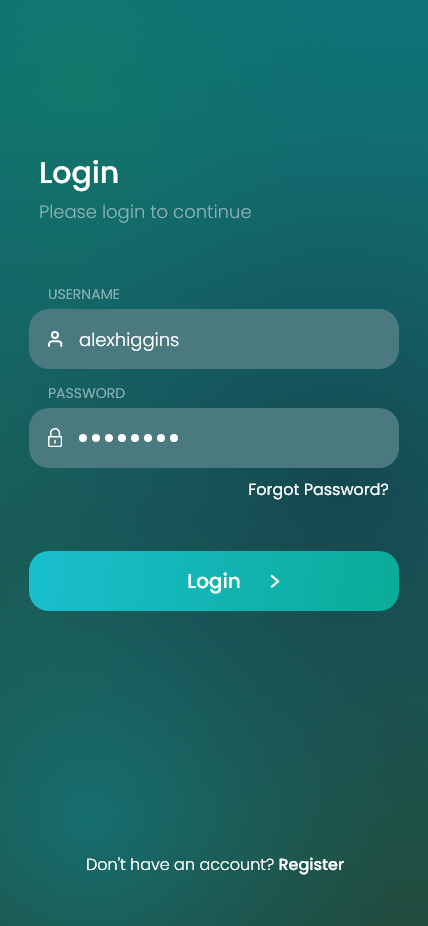 Login
Please login to continue
USERNAME
alexhiggins
PASSWORD
Forgot Password?
Login
Don't have an account? Register